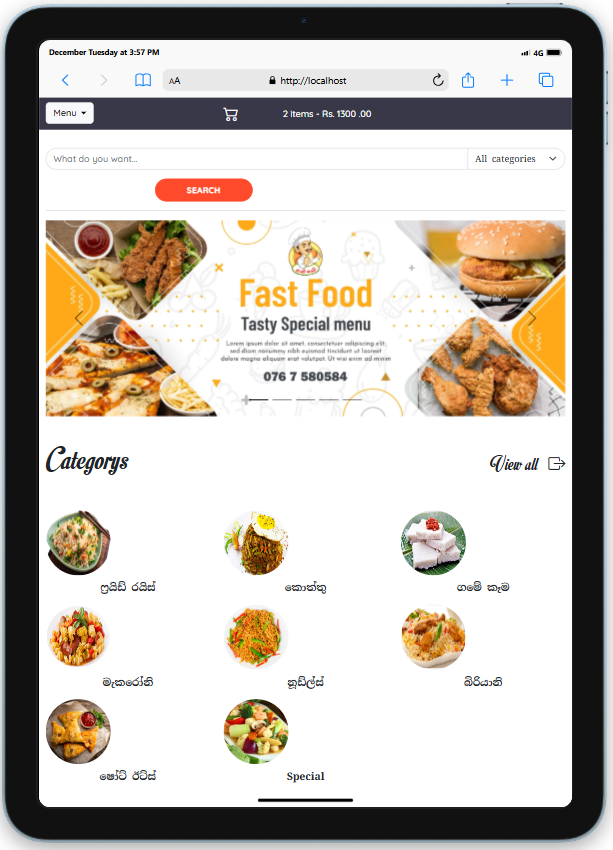 December Tuesday at 3:57 PM
4G
AA
http://localhost
Menu
2 items - Rs. 1300 .00
What do you want...
All categories
SEARCH
Fast Food
Tasty Special menu
Lorem ipsum dolor sit amet, consectetuer adipiscing elit,
sed diam nonummy nibh euismod tincidunt ut laoreet
dolore magna aliquam erat volutpat. Ut wisi enim ad minim
076 7 580584
Categorys
View all
ෆ්‍රයිඩ් රයිස්
කොත්තු
ගමේ කෑම
මැකරෝනි
නූඩ්ල්ස්
බිරියානි
ෂෝට් ඊට්ස්
Special